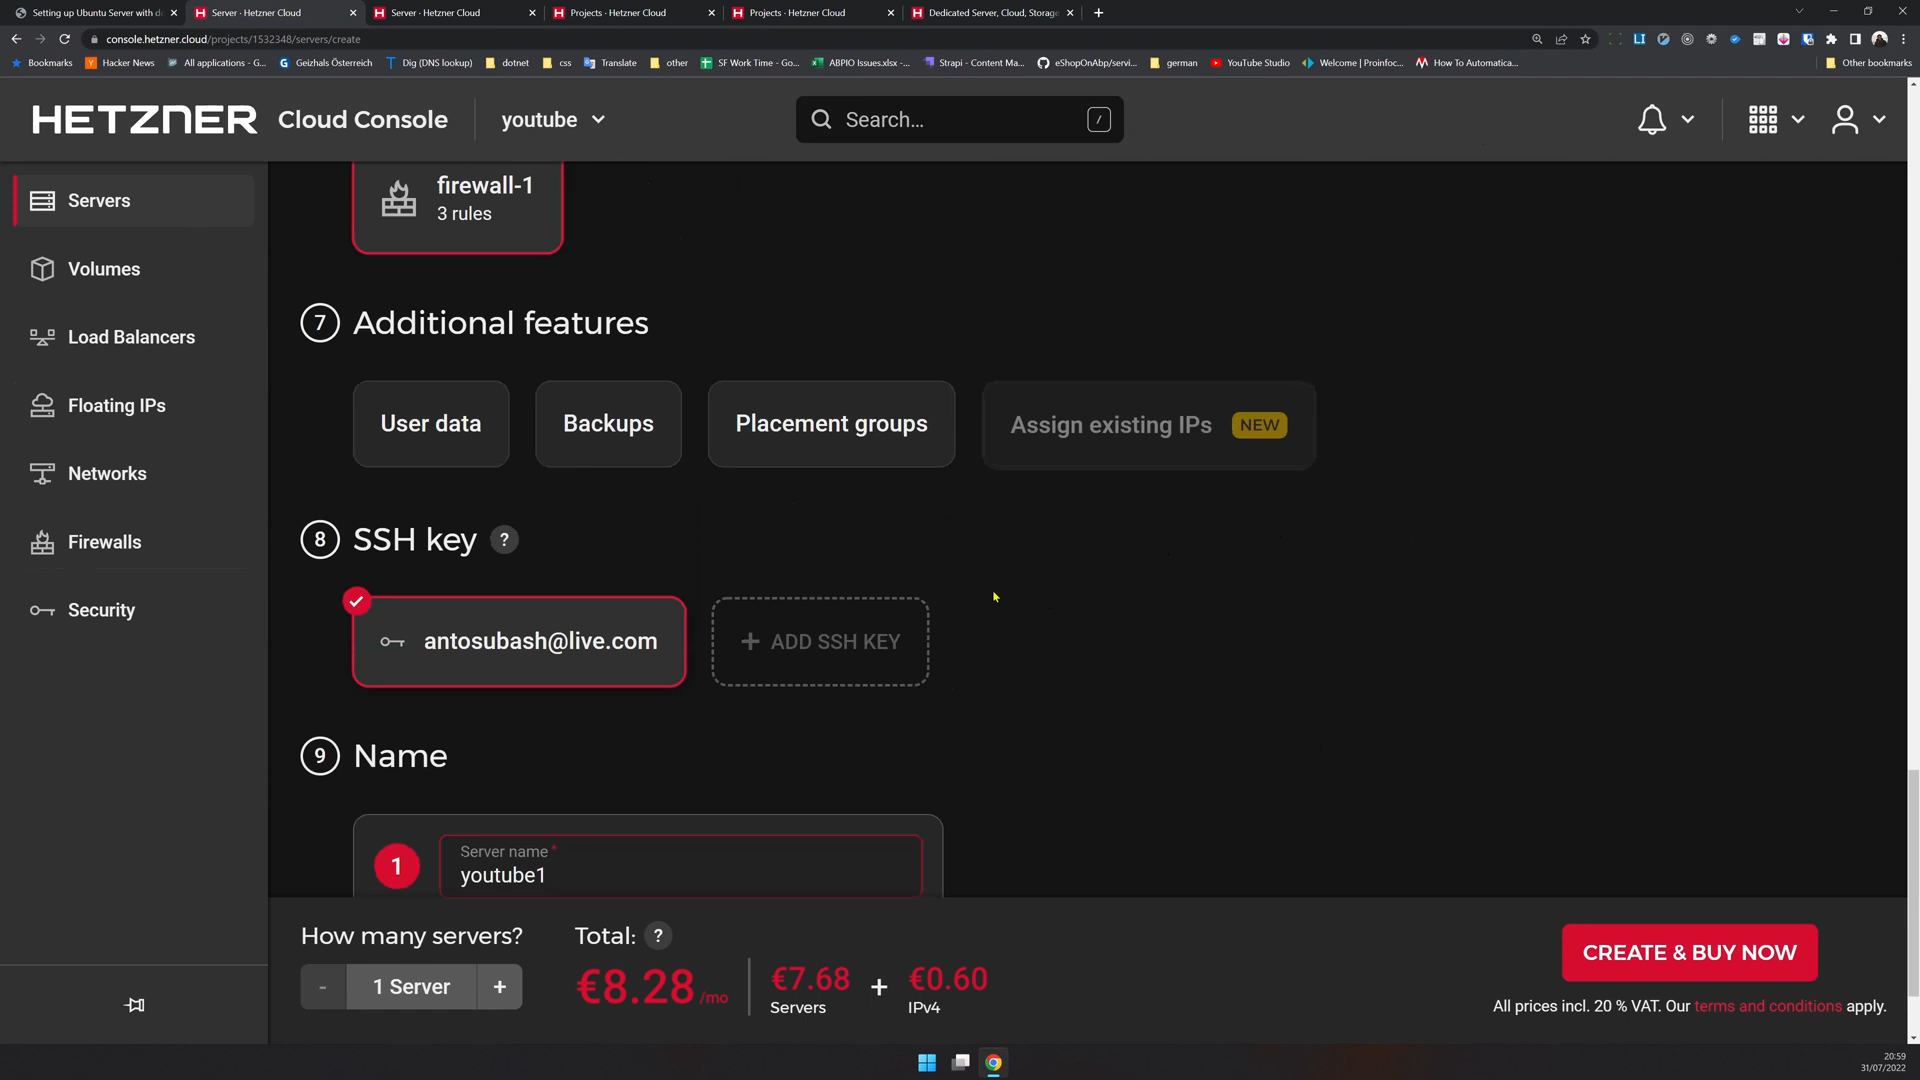 Setting up Ubuntu Server with d
Server · Hetzner Cloud
Server · Hetzner Cloud
Projects · Hetzner Cloud
Projects · Hetzner Cloud
Dedicated Server, Cloud, Storage
console.hetzner.cloud/projects/1532348/servers/create
Bookmarks
Hacker News
All applications - G...
Geizhals Österreich
Dig (DNS lookup)
dotnet
css
Translate
other
SF Work Time - Go...
ABPIO Issues.xlsx -...
Strapi - Content Ma...
eShopOnAbp/servi...
german
YouTube Studio
Welcome | Proinfoc...
How To Automatica...
Other bookmarks
HETZNER
Cloud Console
youtube
Search...
/
Servers
Volumes
Load Balancers
Floating IPs
Networks
Firewalls
Security
firewall-1
3 rules
7 Additional features
User data
Backups
Placement groups
Assign existing IPs NEW
8 SSH key ?
antosubash@live.com
+ ADD SSH KEY
9 Name
1
Server name *
youtube1
How many servers?
- 1 Server +
Total: ?
€8.28 /mo
€7.68
Servers
+
€0.60
IPv4
CREATE & BUY NOW
All prices incl. 20 % VAT. Our terms and conditions apply.
20:59
31/07/2022